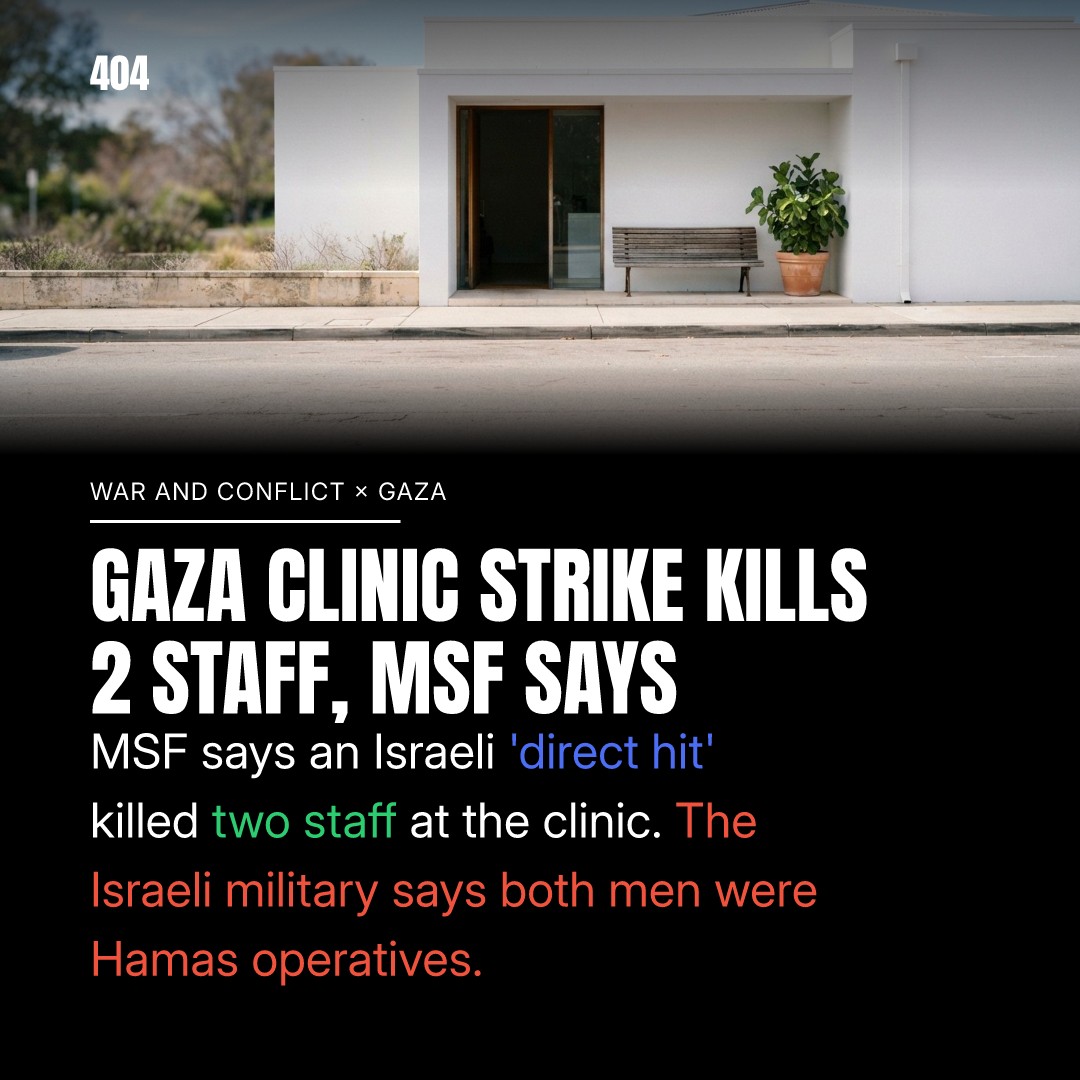 404
WAR AND CONFLICT × GAZA
GAZA CLINIC STRIKE KILLS
2 STAFF, MSF SAYS
MSF says an Israeli 'direct hit'
killed two staff at the clinic. The
Israeli military says both men were
Hamas operatives.